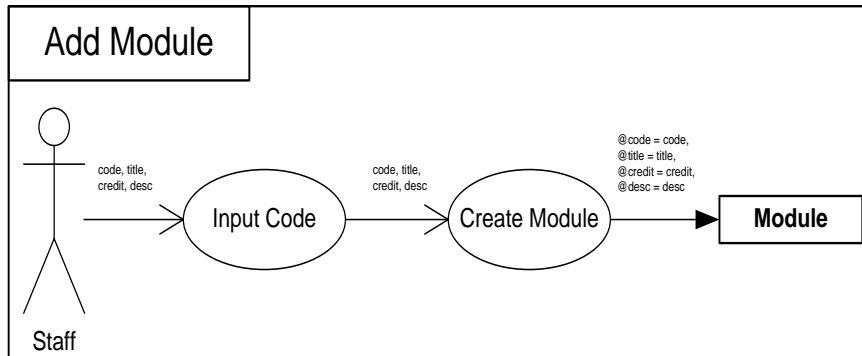 Add Module
code, title,
credit, desc
Input Code
code, title,
credit, desc
Create Module
@code = code,
@title = title,
@credit = credit,
@desc = desc
Module
Staff